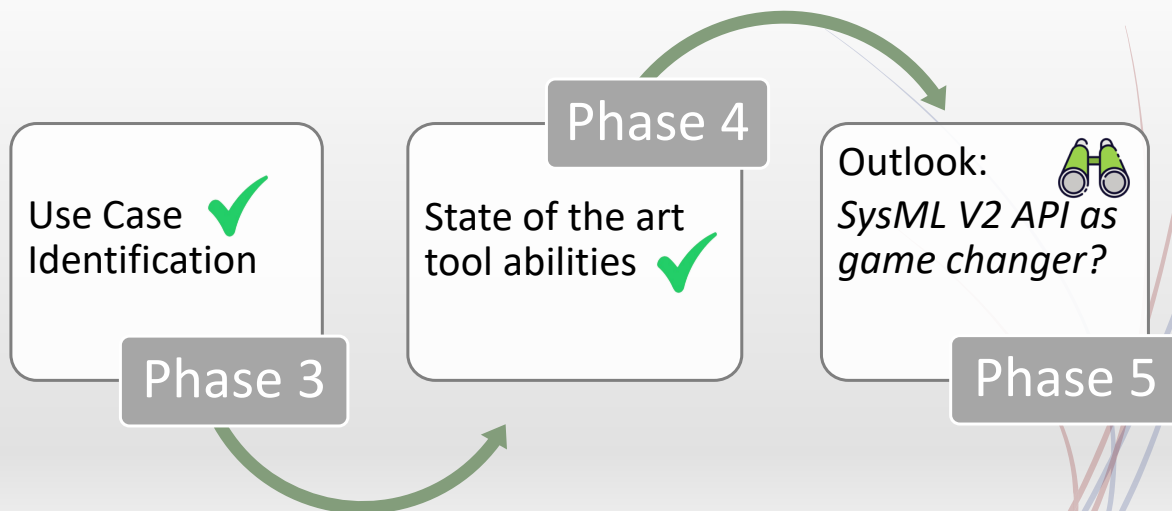 Use Case
Identification
Phase 3
State of the art
tool abilities
Phase 4
Outlook:
SysML V2 API as
game changer?
Phase 5